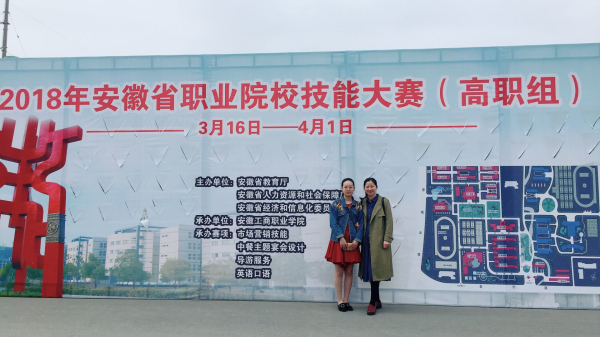 2018年安徽省职业院校技能大赛（高职组）
3月16日——4月1日
主办单位：安徽省教育厅
安徽省人力资源和社会保障
安徽省经济和信息化委员
承办单位：安徽工商职业学院
承办赛项：市场营销技能
中餐主题宴会设计
导游服务
英语口语